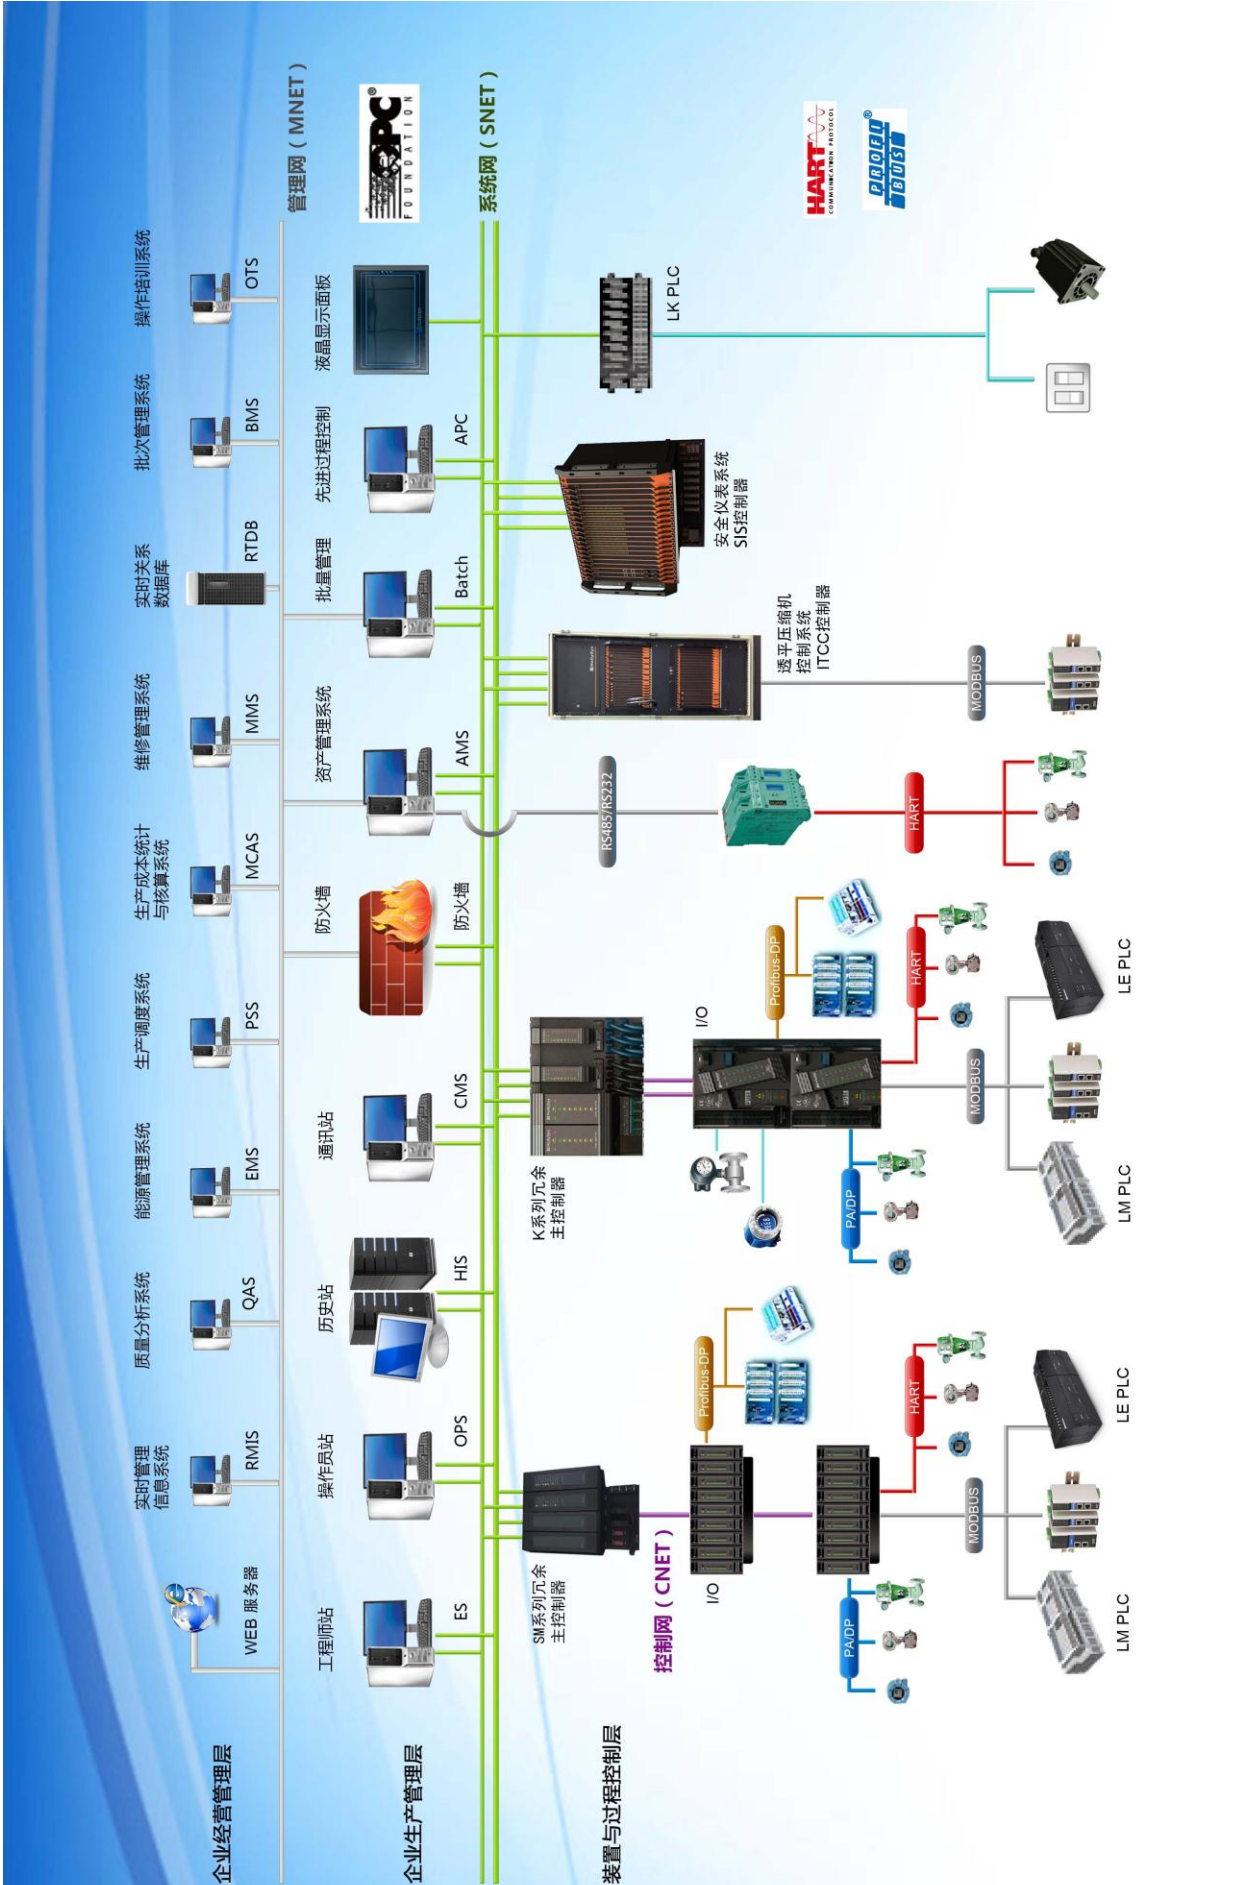 企业经营管理层
WEB 服务器
实时管理
信息系统
RMIS
质量分析系统
QAS
能源管理系统
EMS
生产调度系统
PSS
生产成本统计
与核算系统
MCAS
维修管理系统
MMS
实时关系
数据库
RTDB
批次管理系统
BMS
操作培训系统
OTS
管理网（MNET）
企业生产管理层
工程师站
ES
操作员站
OPS
历史站
HIS
通讯站
CMS
防火墙
防火墙
资产管理系统
AMS
批量管理
Batch
先进过程控制
APC
液晶显示面板
OPC
FOUNDATION
系统网（SNET）
装置与过程控制层
SM系列冗余
主控制器
控制网（CNET）
I/O
Profibus-DP
PA/DP
HART
MODBUS
LM PLC
LE PLC
K系列冗余
主控制器
I/O
Profibus-DP
PA/DP
HART
MODBUS
LM PLC
LE PLC
RS485/RS232
HART
透平压缩机
控制系统
ITCC控制器
MODBUS
安全仪表系统
SIS控制器
LK PLC
HART
COMMUNICATION PROTOCOL
PROFI
BUS